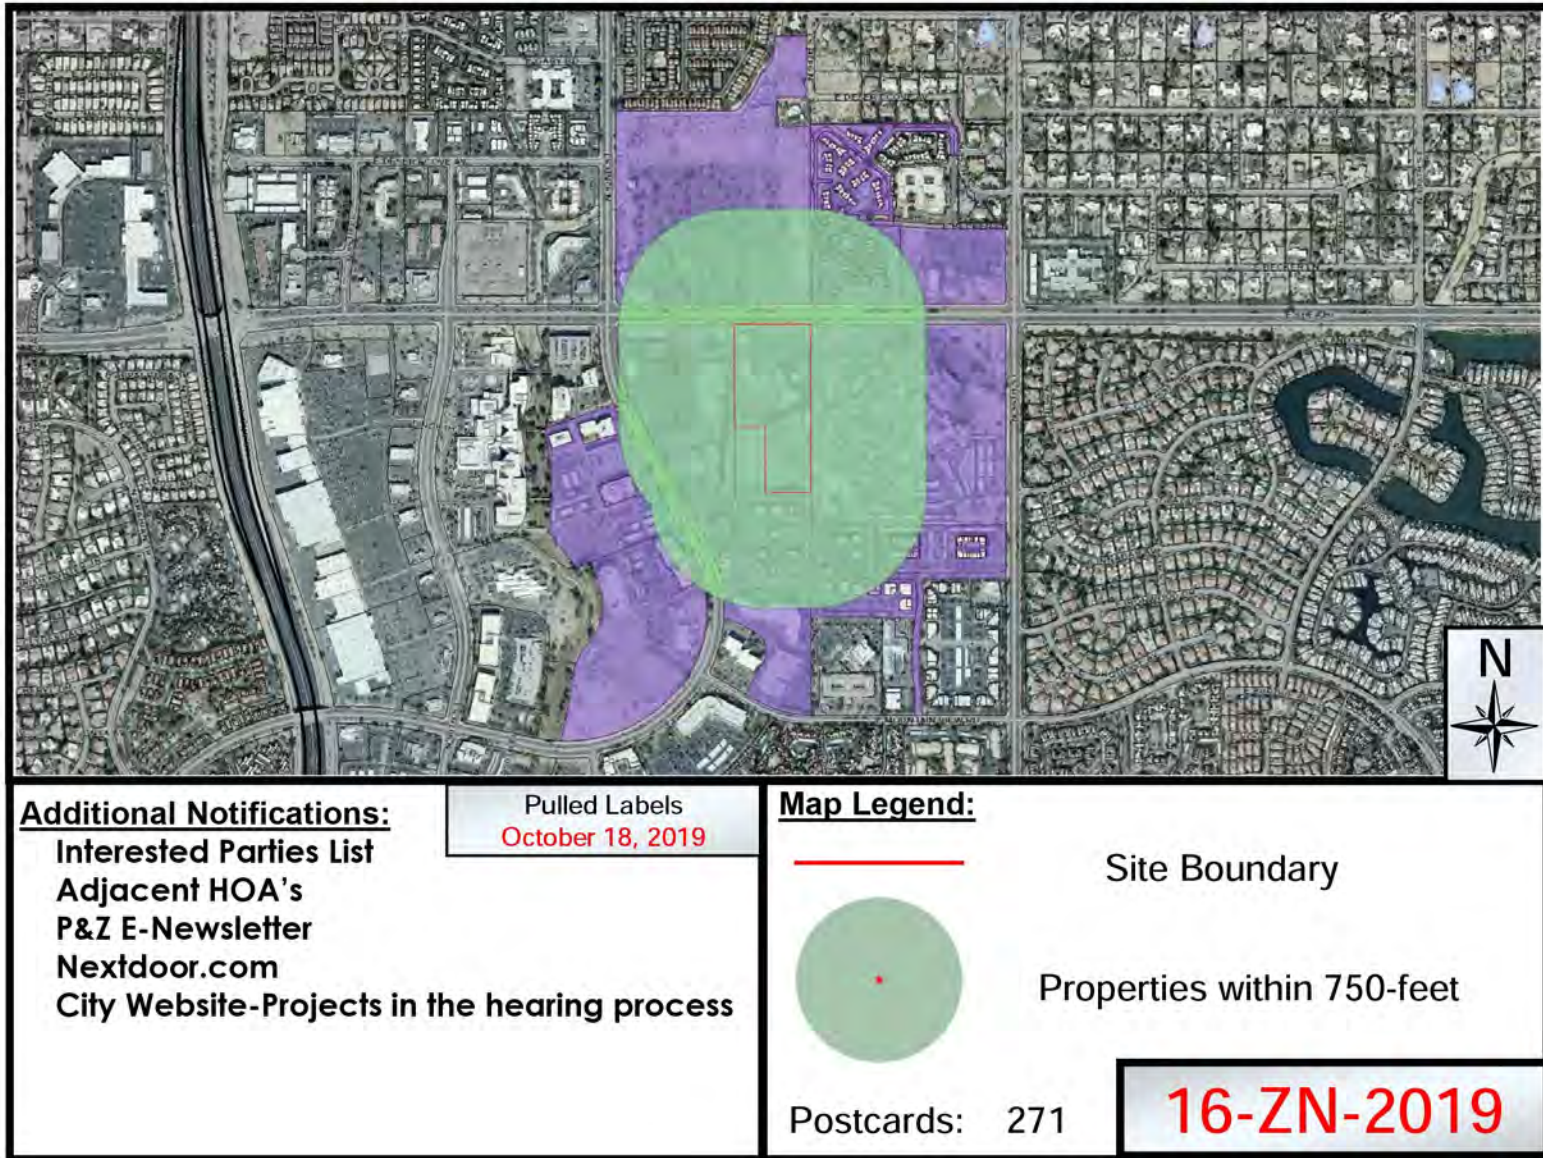 N
Additional Notifications:
Interested Parties List
Adjacent HOA's
P&Z E-Newsletter
Nextdoor.com
City Website-Projects in the hearing process
Pulled Labels
October 18, 2019
Map Legend:
Site Boundary
Properties within 750-feet
Postcards: 271
16-ZN-2019